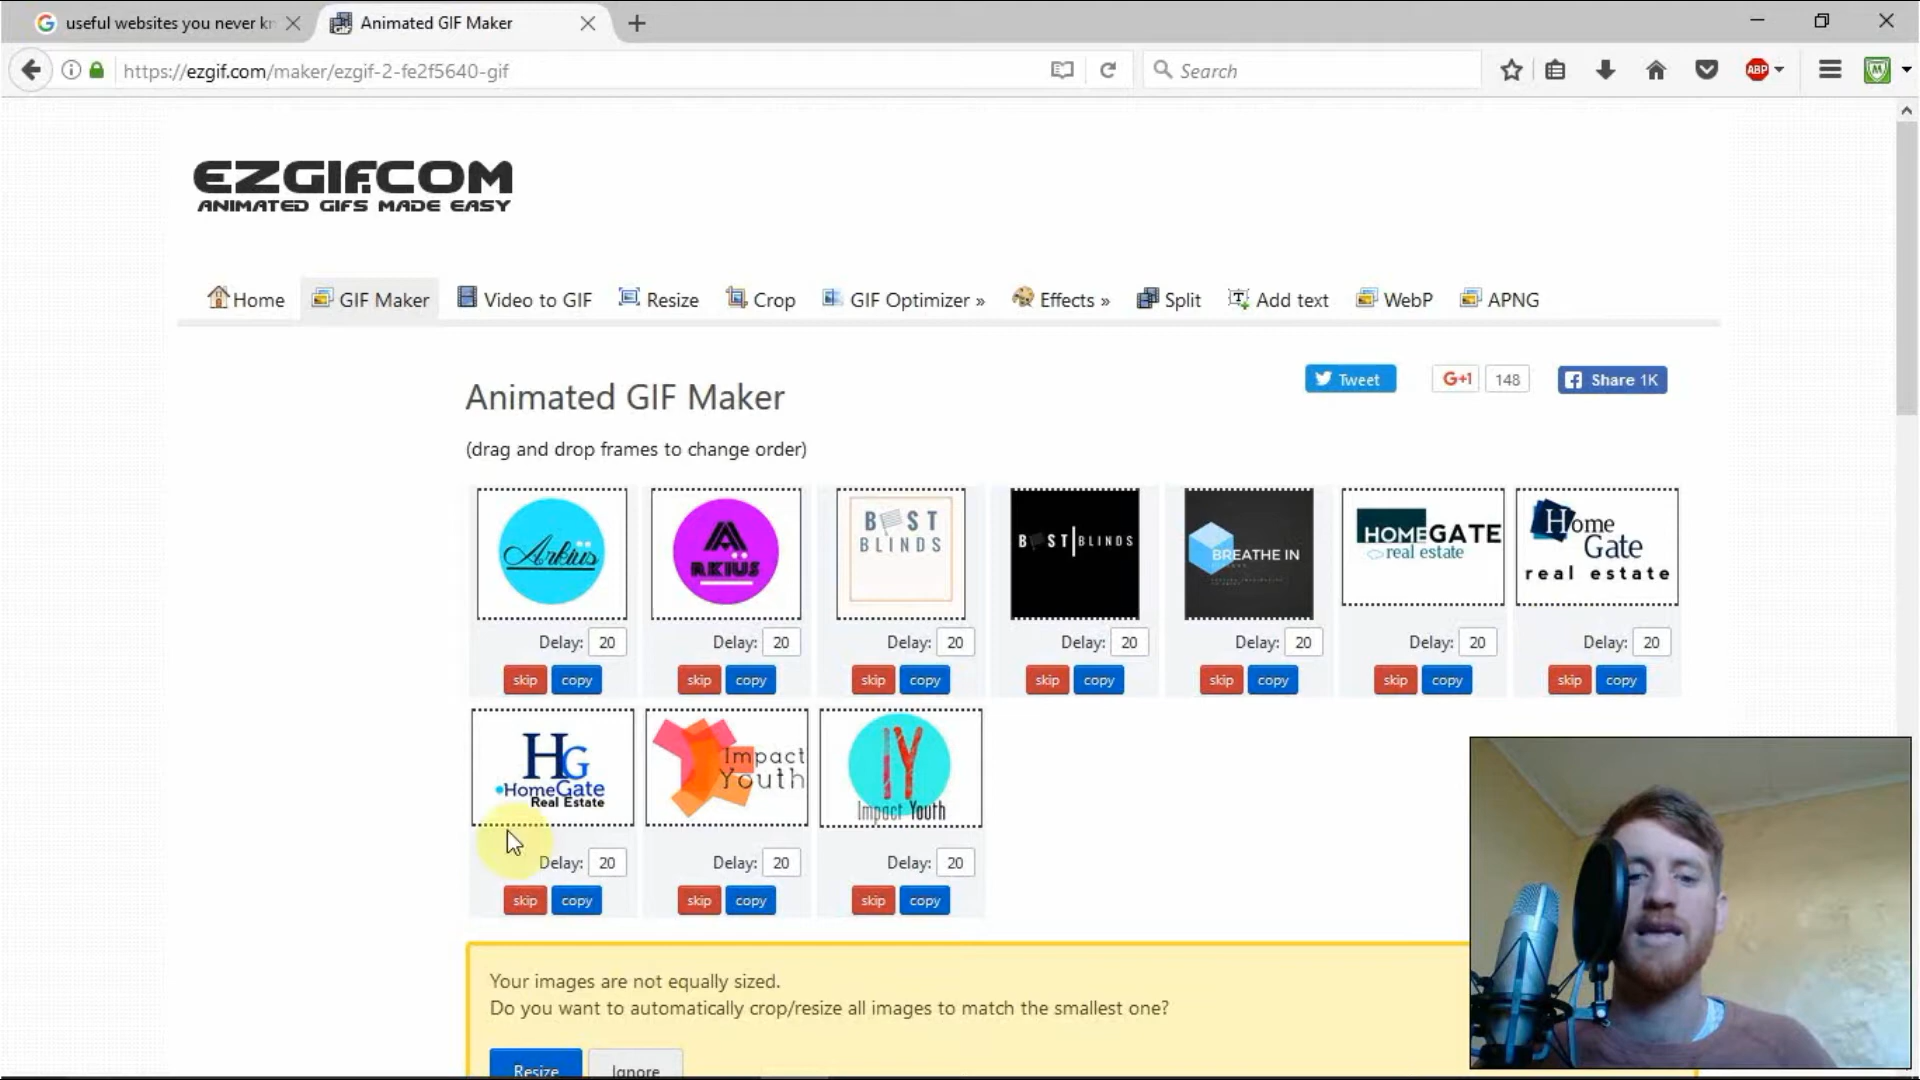 useful websites you never kn
Animated GIF Maker
https://ezgif.com/maker/ezgif-2-fe2f5640-gif
Search
ABP
EZGIF.COM
ANIMATED GIFS MADE EASY
Home
GIF Maker
Video to GIF
Resize
Crop
GIF Optimizer »
Effects »
Split
Add text
WebP
APNG
Tweet
G+1
148
Share 1K
Animated GIF Maker
(drag and drop frames to change order)
Arkiüs
ARKIÜS
B ST
BLINDS
B ST BLINDS
BREATHE IN
HOMEGATE
real estate
Home
Gate
real estate
Delay: 20
Delay: 20
Delay: 20
Delay: 20
Delay: 20
Delay: 20
Delay: 20
skip copy
skip copy
skip copy
skip copy
skip copy
skip copy
skip copy
HG
HomeGate
Real Estate
Impact
Youth
IY
Impact Youth
Delay: 20
Delay: 20
Delay: 20
skip copy
skip copy
skip copy
Your images are not equally sized.
Do you want to automatically crop/resize all images to match the smallest one?
Resize
Ignore